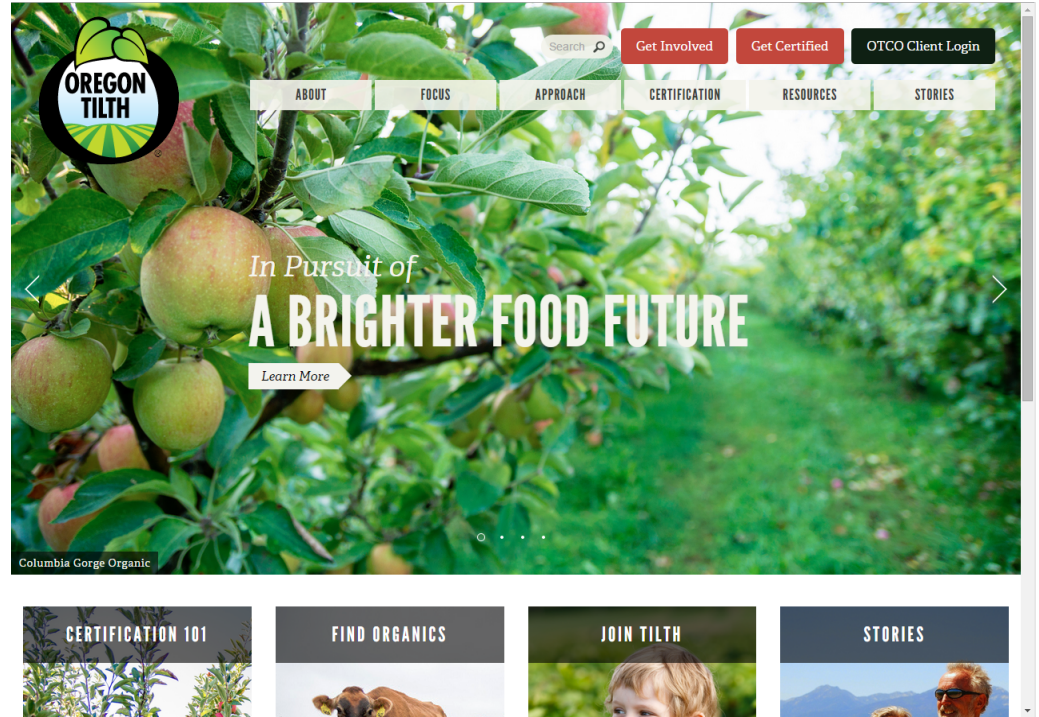 OREGON
TILTH
Search
Get Involved
Get Certified
OTCO Client Login
ABOUT
FOCUS
APPROACH
CERTIFICATION
RESOURCES
STORIES
In Pursuit of
A BRIGHTER FOOD FUTURE
Learn More
Columbia Gorge Organic
CERTIFICATION 101
FIND ORGANICS
JOIN TILTH
STORIES